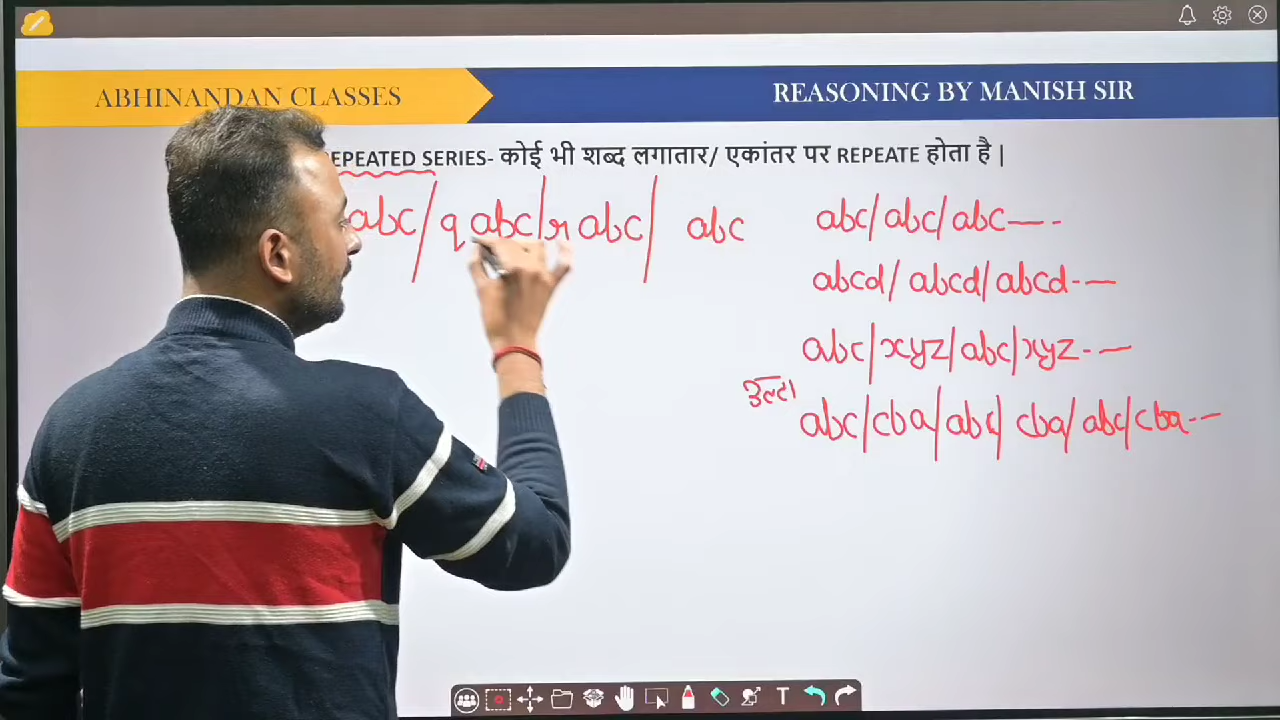 ABHINANDAN CLASSES
REASONING BY MANISH SIR
EPEATED SERIES- कोई भी शब्द लगातार/ एकांतर पर REPEATE होता है |
abc/ q abc/r abc/ abc
abc/abc/abc---
abcd/ abcd/abcd---
abc/xyz/abc/xyz---
उल्टा abc/cba/abc/ cba/abc/cba---
T